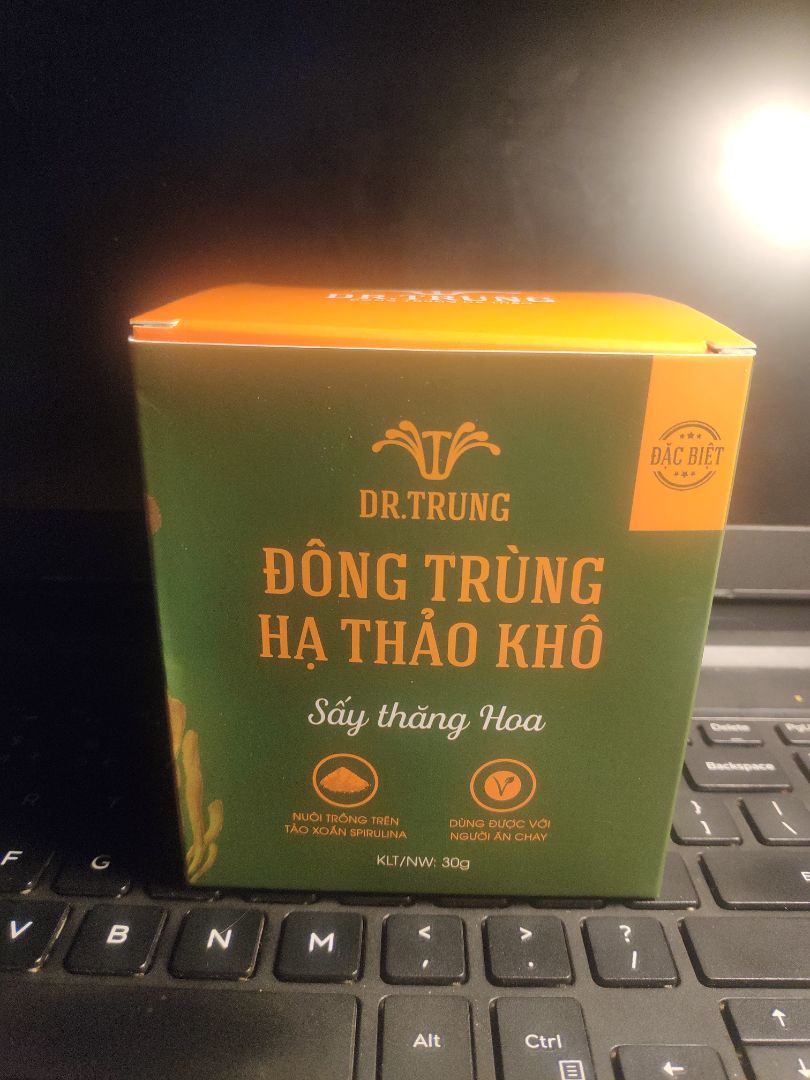 DR.TRUNG
DR.TRUNG
ĐẶC BIỆT
ĐÔNG TRÙNG
HẠ THẢO KHÔ
Sấy thăng Hoa
NUÔI TRỒNG TRÊN
TẢO XOẮN SPIRULINA
DÙNG ĐƯỢC VỚI
NGƯỜI ĂN CHAY
KLT/NW: 30g
Delete
PgU
Backspace
}
]
|
\
F
G
E
V
B
N
M
<
,
>
.
?
/
Alt
Ctrl